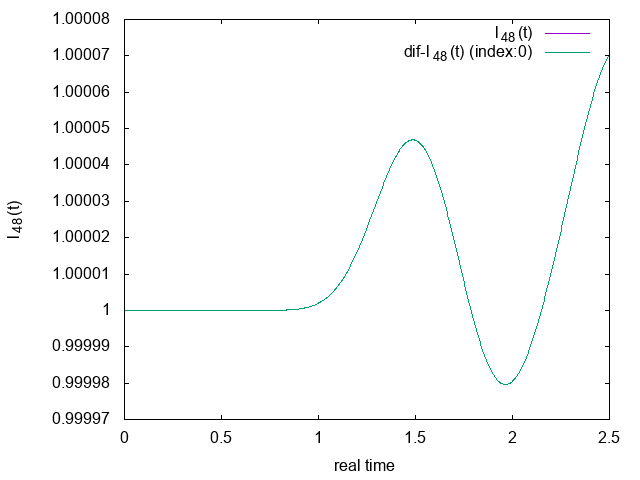 I48(t)
dif-I48(t) (index:0)
1.00008
1.00007
1.00006
1.00005
1.00004
1.00003
1.00002
1.00001
1
0.99999
0.99998
0.99997
I48(t)
0 0.5 1 1.5 2 2.5
real time